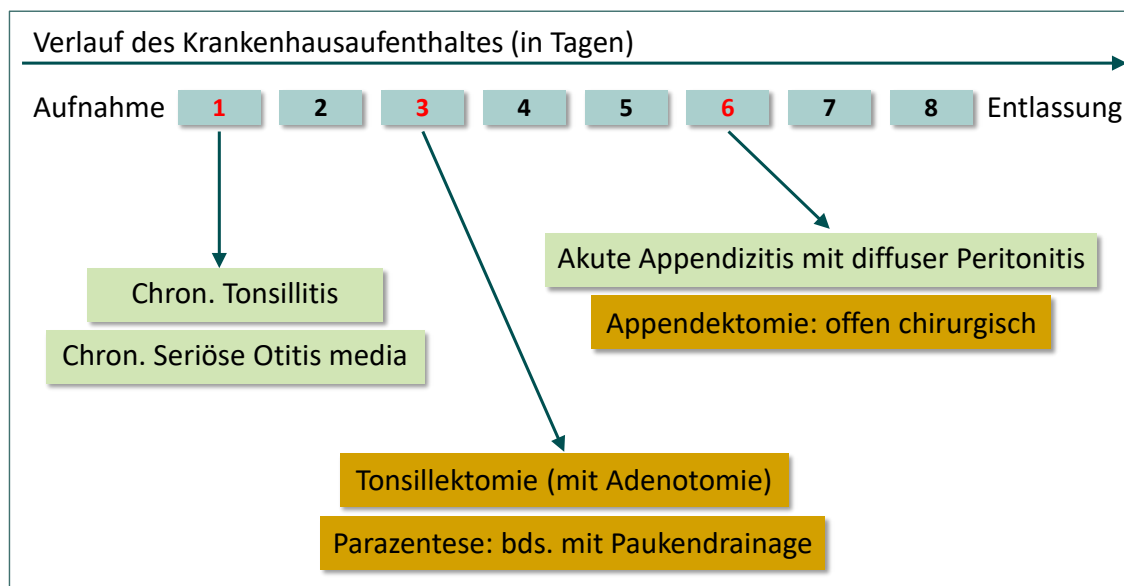 Verlauf des Krankenhausaufenthaltes (in Tagen)
Aufnahme 1 2 3 4 5 6 7 8 Entlassung
Akute Appendizitis mit diffuser Peritonitis
Chron. Tonsillitis
Appendektomie: offen chirurgisch
Chron. Seriöse Otitis media
Tonsillektomie (mit Adenotomie)
Parazentese: bds. mit Paukendrainage